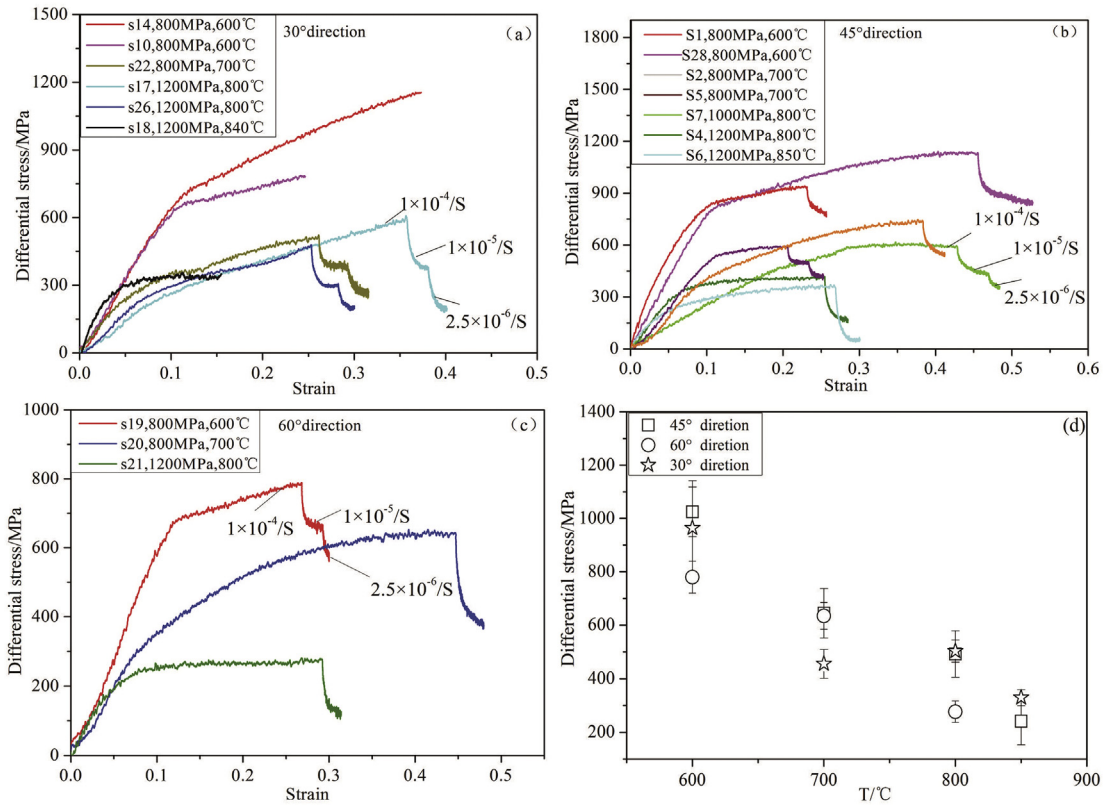 1500
1200
900
600
300
0
0.0 0.1 0.2 0.3 0.4 0.5
Differential stress/MPa
Strain
s14,800MPa,600℃
s10,800MPa,600℃
s22,800MPa,700℃
s17,1200MPa,800℃
s26,1200MPa,800℃
s18,1200MPa,840℃
30°direction
(a)
1×10⁻⁴/S
1×10⁻⁵/S
2.5×10⁻⁶/S
1800
1500
1200
900
600
300
0
0.0 0.1 0.2 0.3 0.4 0.5 0.6
Differential stress/MPa
Strain
S1,800MPa,600℃
S28,800MPa,600℃
S2,800MPa,700℃
S5,800MPa,700℃
S7,1000MPa,800℃
S4,1200MPa,800℃
S6,1200MPa,850℃
45°direction
(b)
1×10⁻⁴/S
1×10⁻⁵/S
2.5×10⁻⁶/S
1000
800
600
400
200
0
0.0 0.1 0.2 0.3 0.4 0.5
Differential stress/MPa
Strain
s19,800MPa,600℃
s20,800MPa,700℃
s21,1200MPa,800℃
60°direction
(c)
1×10⁻⁴/S
1×10⁻⁵/S
2.5×10⁻⁶/S
1400
1200
1000
800
600
400
200
600 700 800 900
Differential stress/MPa
T/℃
45° diretion
60° diretion
30° diretion
(d)